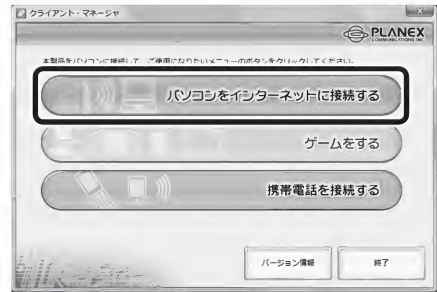 クライアント・マネージャ
PLANEX
COMMUNICATIONS INC.
本製品をパソコンに接続して、ご使用になりたいメニューのボタンをクリックしてください。
パソコンをインターネットに接続する
ゲームをする
携帯電話を接続する
バージョン情報
終了